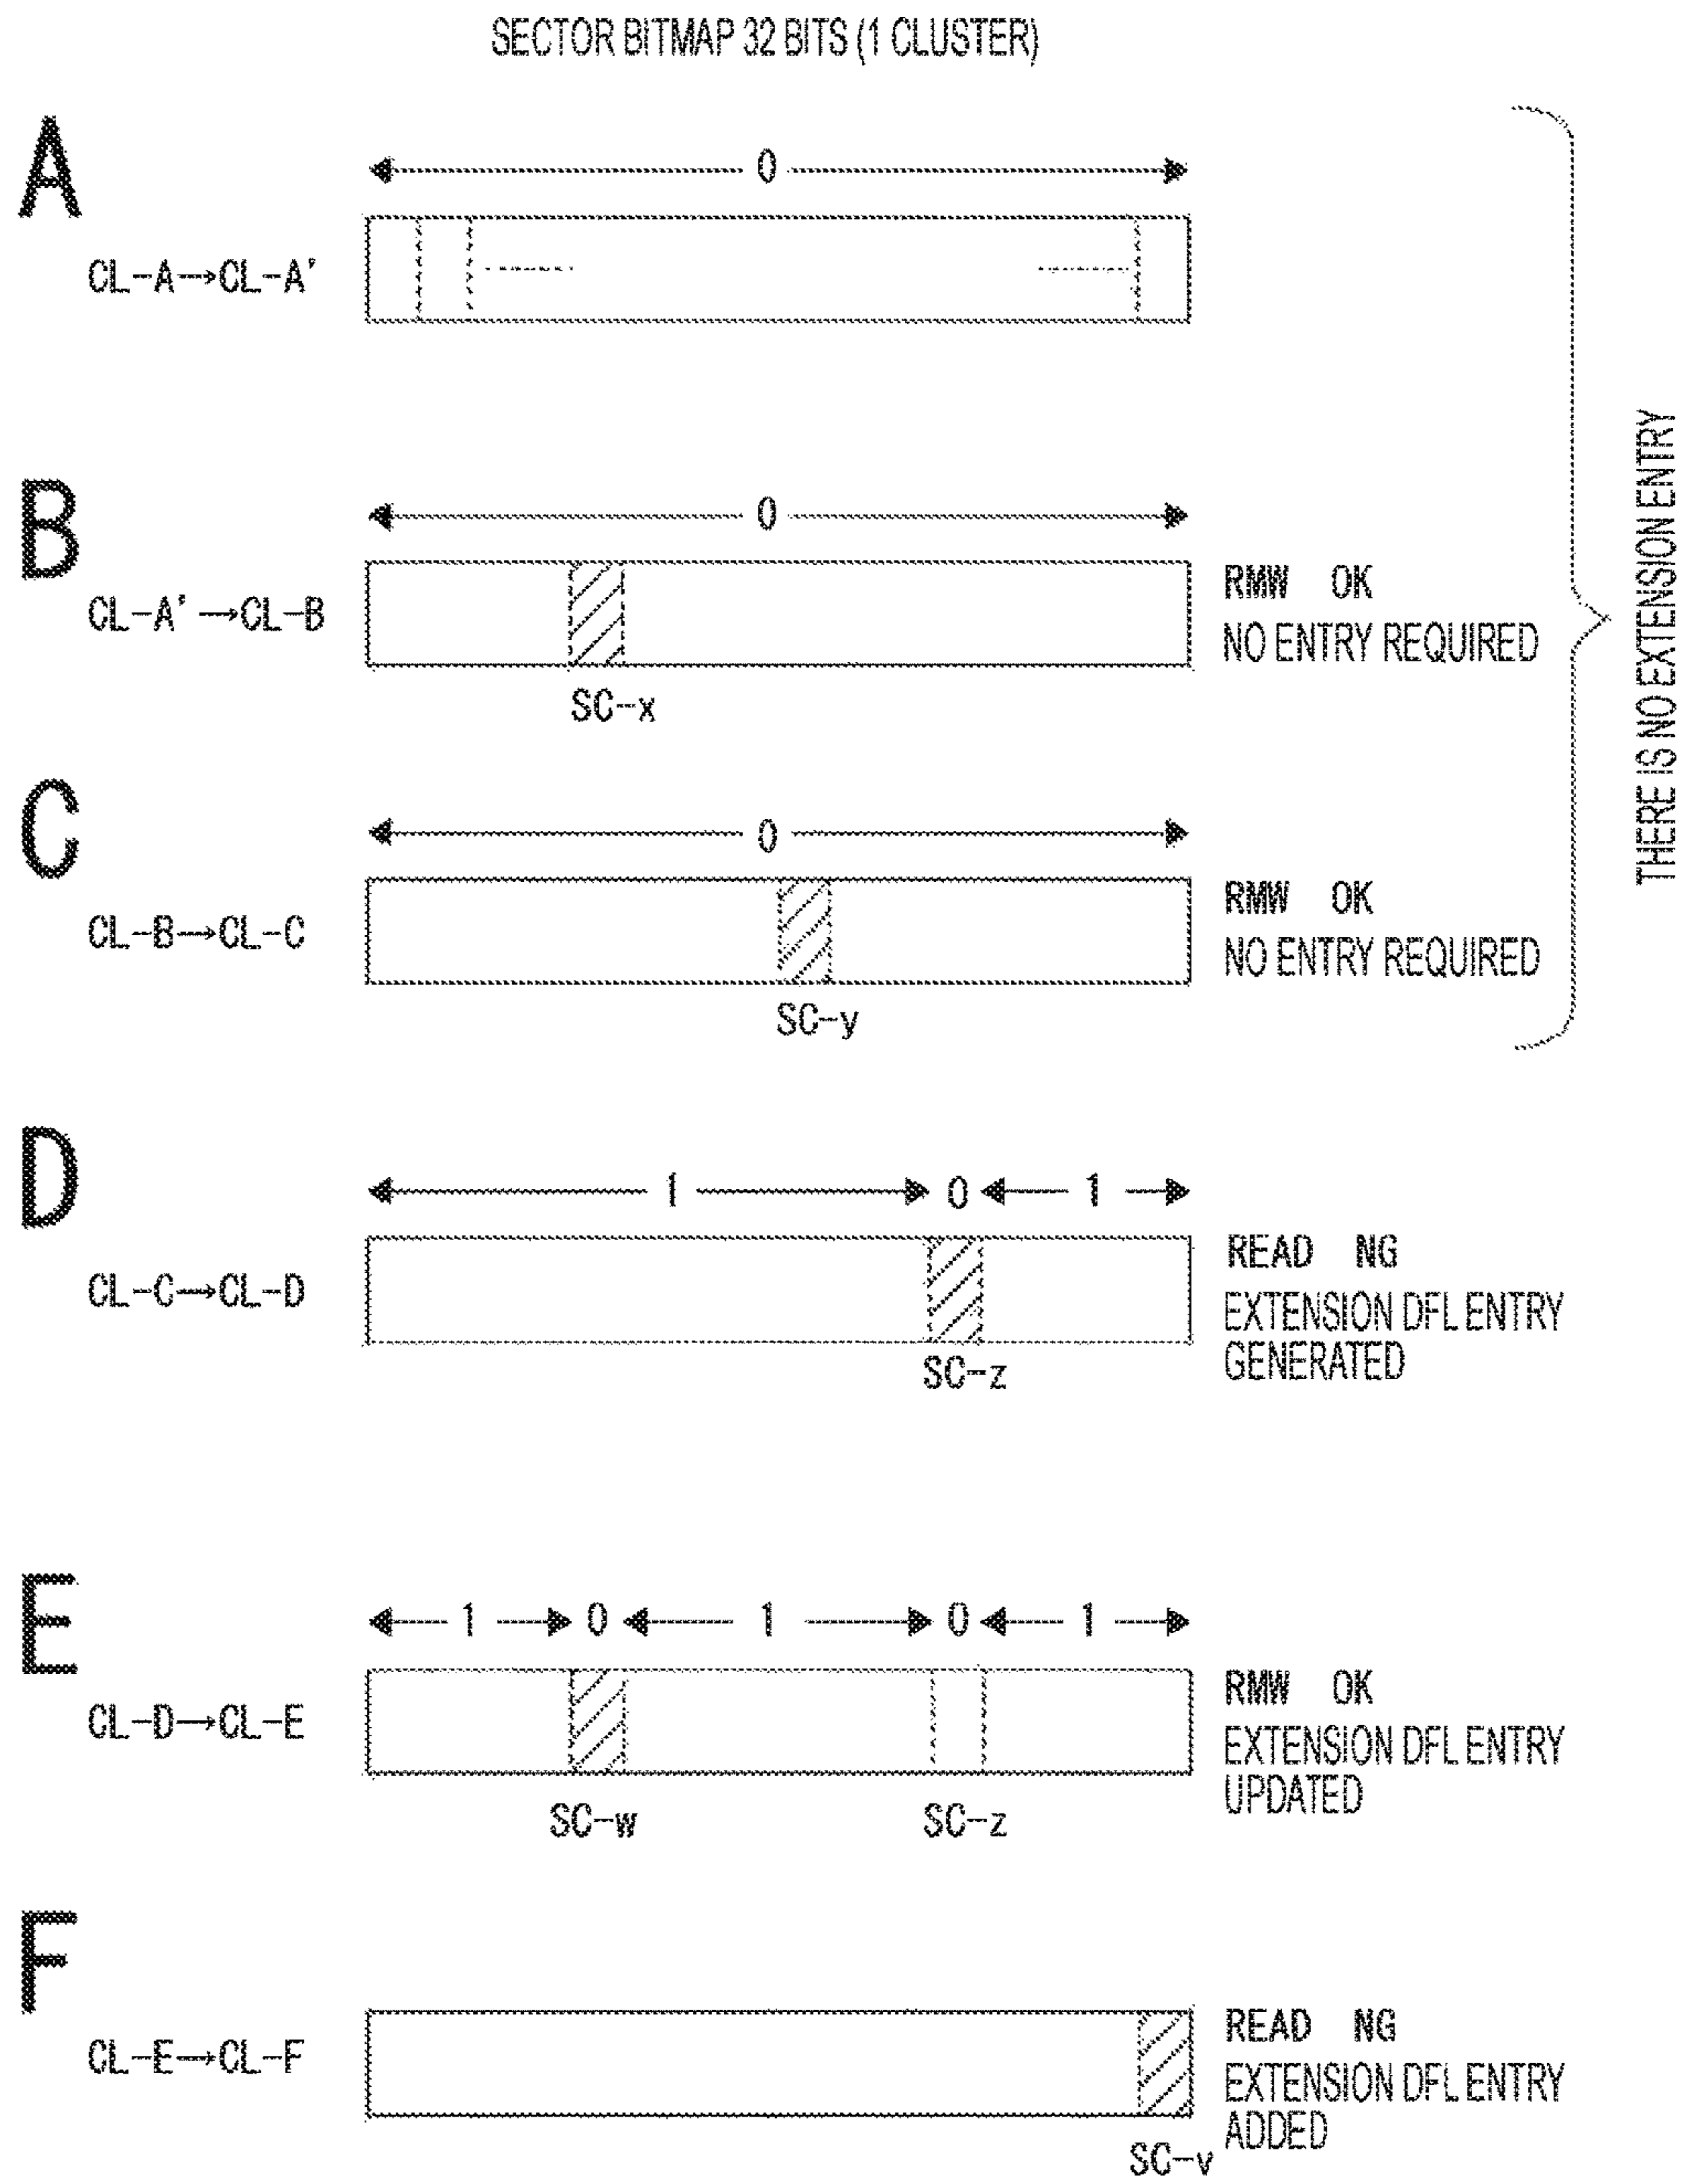 SECTOR BITMAP 32 BITS (1 CLUSTER)
A
0
CL-A→CL-A'
B
0
CL-A'→CL-B
RMW OK
NO ENTRY REQUIRED
SC-x
C
0
CL-B→CL-C
RMW OK
NO ENTRY REQUIRED
SC-y
THERE IS NO EXTENSION ENTRY
D
1 0 1
CL-C→CL-D
READ NG
EXTENSION DFL ENTRY
GENERATED
SC-z
E
1 0 1 0 1
CL-D→CL-E
RMW OK
EXTENSION DFL ENTRY
UPDATED
SC-w SC-z
F
CL-E→CL-F
READ NG
EXTENSION DFL ENTRY
ADDED
SC-v